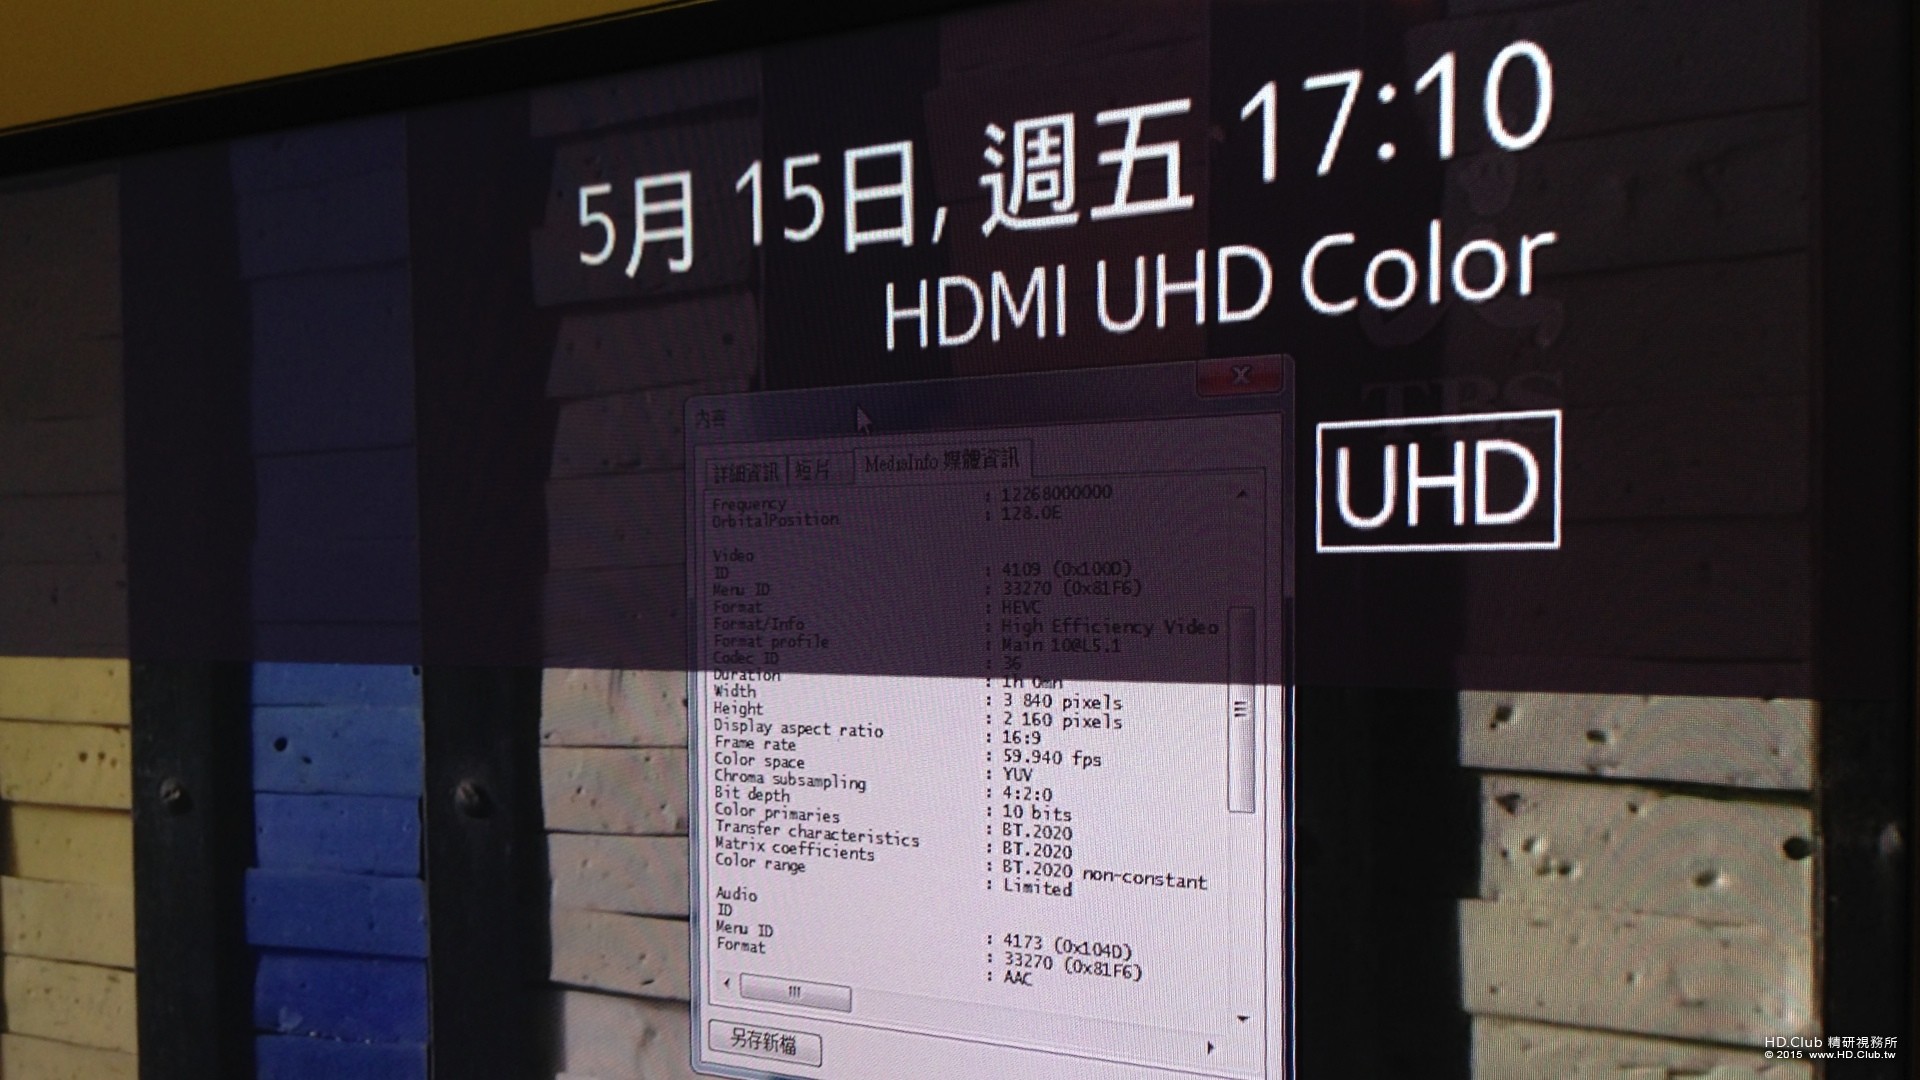 5月 15日, 週五 17:10
HDMI UHD Color
UHD
TBS
內容
詳細資訊 短片 MediaInfo 媒體資訊
Frequency : 12268000000
OrbitalPosition : 128.0E
Video
ID : 4109 (0x100D)
Menu ID : 33270 (0x81F6)
Format : HEVC
Format/Info : High Efficiency Video
Format profile : Main 10@L5.1
Codec ID : 36
Duration : 1h 0mn
Width : 3 840 pixels
Height : 2 160 pixels
Display aspect ratio : 16:9
Frame rate : 59.940 fps
Color space : YUV
Chroma subsampling : 4:2:0
Bit depth : 10 bits
Color primaries : BT.2020
Transfer characteristics : BT.2020
Matrix coefficients : BT.2020 non-constant
Color range : Limited
Audio
ID : 4173 (0x104D)
Menu ID : 33270 (0x81F6)
Format : AAC
另存新檔
HD.Club 精研視務所
© 2015 www.HD.Club.tw